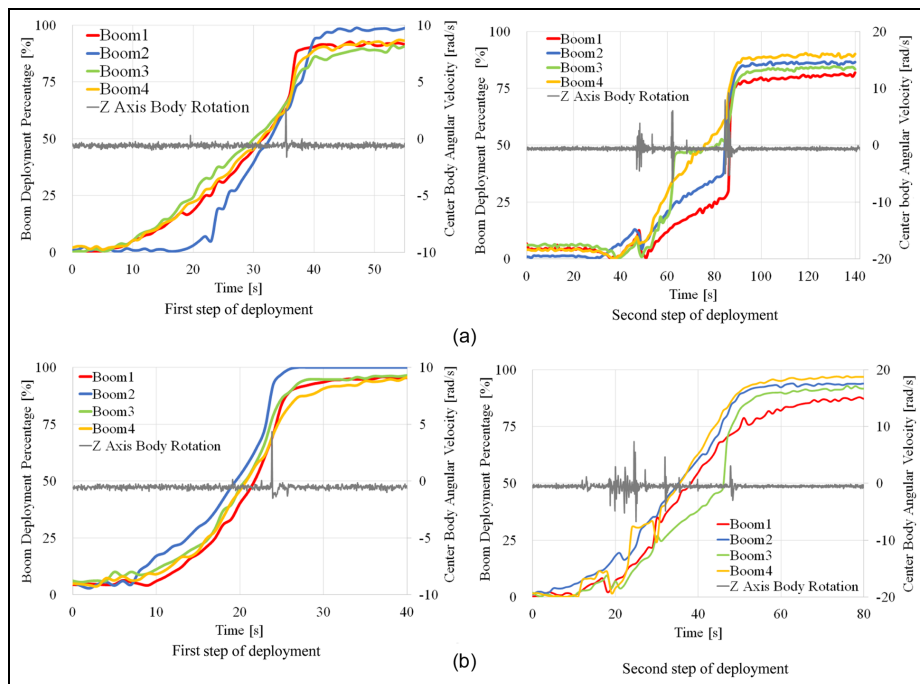 Boom Deployment Percentage [%]
100
75
50
25
0
Boom1
Boom2
Boom3
Boom4
Z Axis Body Rotation
10
5
0
-5
-10
Center Body Angular Velocity [rad/s]
0 10 20 30 40 50
Time [s]
First step of deployment
Boom Deployment Percentage [%]
100
75
50
25
0
Boom1
Boom2
Boom3
Boom4
Z Axis Body Rotation
20
15
10
5
0
-5
-10
-15
-20
Center body Angular Velocity [rad/s]
0 20 40 60 80 100 120 140
Time [s]
Second step of deployment
(a)
Boom Deployment Percentage [%]
100
75
50
25
0
Boom1
Boom2
Boom3
Boom4
Z Axis Body Rotation
10
5
0
-5
-10
Center Body Angular Velocity [rad/s]
0 10 20 30 40
Time [s]
First step of deployment
Boom Deployment Percentage [%]
100
75
50
25
0
Boom1
Boom2
Boom3
Boom4
Z Axis Body Rotation
20
10
0
-10
-20
Center Body Angular Velocity [rad/s]
0 20 40 60 80
Time [s]
Second step of deployment
(b)